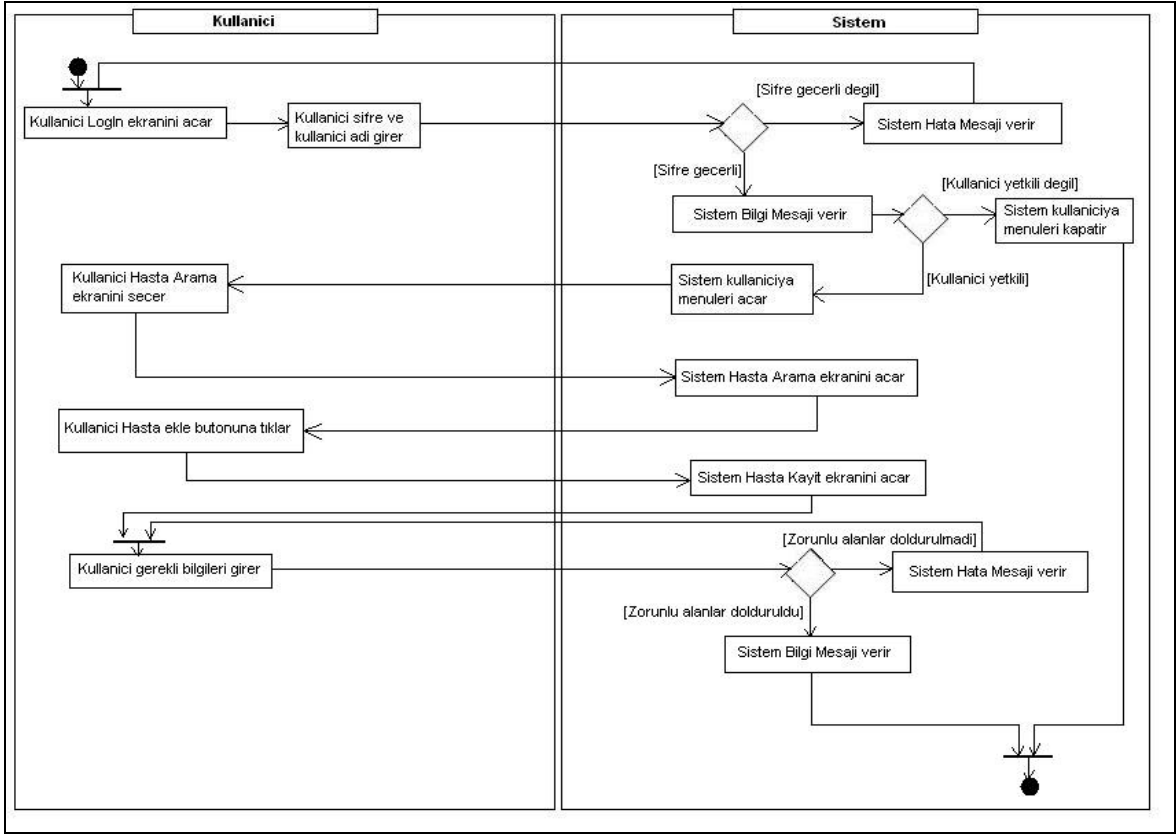 Kullanici
Sistem
[Sifre gecerli degil]
Kullanici LogIn ekranini acar
Kullanici sifre ve
kullanici adi girer
Sistem Hata Mesaji verir
[Sifre gecerli]
[Kullanici yetkili degil]
Sistem Bilgi Mesaji verir
Sistem kullaniciya
menuleri kapatir
Kullanici Hasta Arama
ekranini secer
Sistem kullaniciya
menuleri acar
[Kullanici yetkili]
Sistem Hasta Arama ekranini acar
Kullanici Hasta ekle butonuna tıklar
Sistem Hasta Kayit ekranini acar
[Zorunlu alanlar doldurulmadi]
Kullanici gerekli bilgileri girer
Sistem Hata Mesaji verir
[Zorunlu alanlar dolduruldu]
Sistem Bilgi Mesaji verir